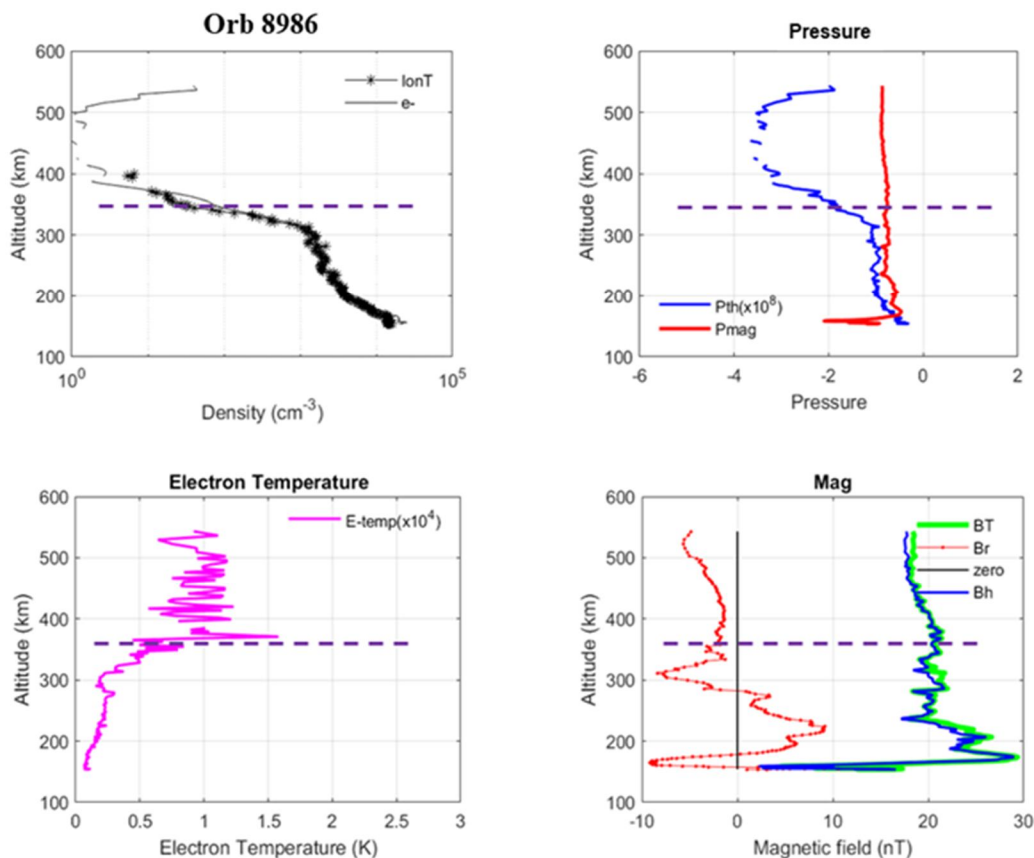 Orb 8986
600
500
400
300
200
100
Altitude (km)
IonT
e-
10^0
10^5
Density (cm^-3)
Pressure
600
500
400
300
200
100
Altitude (km)
Pth(x10^8)
Pmag
-6 -4 -2 0 2
Pressure
Electron Temperature
600
500
400
300
200
100
Altitude (km)
E-temp(x10^4)
0 0.5 1 1.5 2 2.5 3
Electron Temperature (K)
Mag
600
500
400
300
200
100
Altitude (km)
BT
Br
zero
Bh
-10 0 10 20 30
Magnetic field (nT)